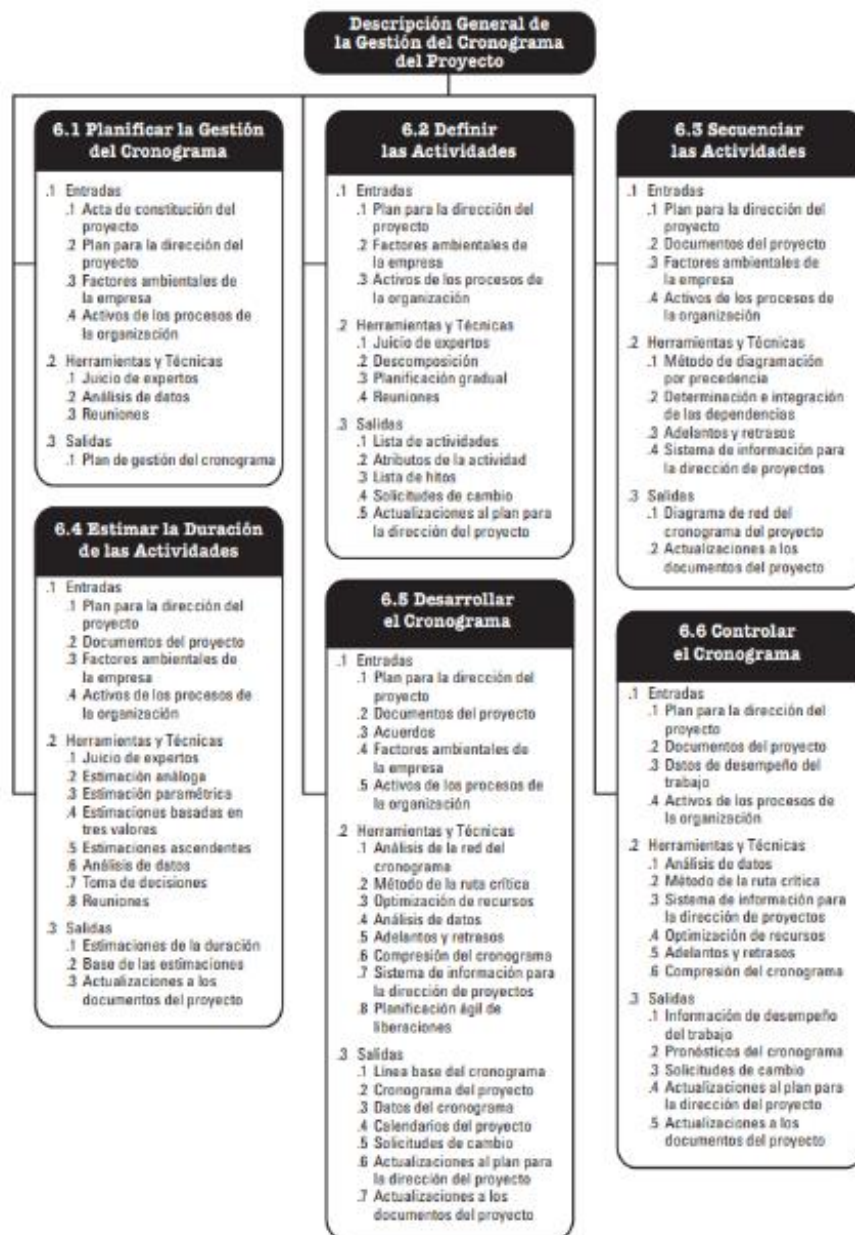 Descripción General de
la Gestión del Cronograma
del Proyecto
6.1 Planificar la Gestión
del Cronograma
.1 Entradas
.1 Acta de constitución del
proyecto
.2 Plan para la dirección del
proyecto
.3 Factores ambientales de
la empresa
.4 Activos de los procesos de
la organización
.2 Herramientas y Técnicas
.1 Juicio de expertos
.2 Análisis de datos
.3 Reuniones
.3 Salidas
.1 Plan de gestión del cronograma
6.2 Definir
las Actividades
.1 Entradas
.1 Plan para la dirección del
proyecto
.2 Factores ambientales de
la empresa
.3 Activos de los procesos de
la organización
.2 Herramientas y Técnicas
.1 Juicio de expertos
.2 Descomposición
.3 Planificación gradual
.4 Reuniones
.3 Salidas
.1 Lista de actividades
.2 Atributos de la actividad
.3 Lista de hitos
.4 Solicitudes de cambio
.5 Actualizaciones al plan para
la dirección del proyecto
6.3 Secuenciar
las Actividades
.1 Entradas
.1 Plan para la dirección del
proyecto
.2 Documentos del proyecto
.3 Factores ambientales de
la empresa
.4 Activos de los procesos de
la organización
.2 Herramientas y Técnicas
.1 Método de diagramación
por precedencia
.2 Determinación e integración
de las dependencias
.3 Adelantos y retrasos
.4 Sistema de información para
la dirección de proyectos
.3 Salidas
.1 Diagrama de red del
cronograma del proyecto
.2 Actualizaciones a los
documentos del proyecto
6.4 Estimar la Duración
de las Actividades
.1 Entradas
.1 Plan para la dirección del
proyecto
.2 Documentos del proyecto
.3 Factores ambientales de
la empresa
.4 Activos de los procesos de
la organización
.2 Herramientas y Técnicas
.1 Juicio de expertos
.2 Estimación análoga
.3 Estimación paramétrica
.4 Estimaciones basadas en
tres valores
.5 Estimaciones ascendentes
.6 Análisis de datos
.7 Toma de decisiones
.8 Reuniones
.3 Salidas
.1 Estimaciones de la duración
.2 Base de las estimaciones
.3 Actualizaciones a los
documentos del proyecto
6.5 Desarrollar
el Cronograma
.1 Entradas
.1 Plan para la dirección del
proyecto
.2 Documentos del proyecto
.3 Acuerdos
.4 Factores ambientales de
la empresa
.5 Activos de los procesos de
la organización
.2 Herramientas y Técnicas
.1 Análisis de la red del
cronograma
.2 Método de la ruta crítica
.3 Optimización de recursos
.4 Análisis de datos
.5 Adelantos y retrasos
.6 Compresión del cronograma
.7 Sistema de información para
la dirección de proyectos
.8 Planificación ágil de
liberaciones
.3 Salidas
.1 Línea base del cronograma
.2 Cronograma del proyecto
.3 Datos del cronograma
.4 Calendarios del proyecto
.5 Solicitudes de cambio
.6 Actualizaciones al plan para
la dirección del proyecto
.7 Actualizaciones a los
documentos del proyecto
6.6 Controlar
el Cronograma
.1 Entradas
.1 Plan para la dirección del
proyecto
.2 Documentos del proyecto
.3 Datos de desempeño del
trabajo
.4 Activos de los procesos de
la organización
.2 Herramientas y Técnicas
.1 Análisis de datos
.2 Método de la ruta crítica
.3 Sistema de información para
la dirección de proyectos
.4 Optimización de recursos
.5 Adelantos y retrasos
.6 Compresión del cronograma
.3 Salidas
.1 Información de desempeño
del trabajo
.2 Pronósticos del cronograma
.3 Solicitudes de cambio
.4 Actualizaciones al plan para
la dirección del proyecto
.5 Actualizaciones a los
documentos del proyecto